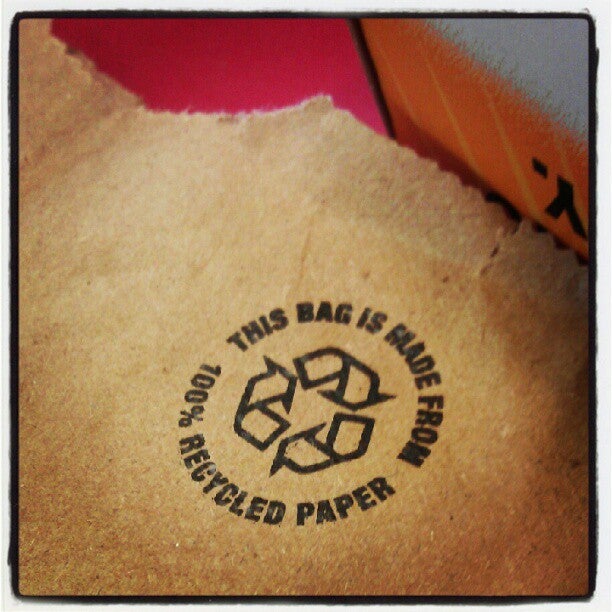 THIS BAG IS MADE FROM
100% RECYCLED PAPER